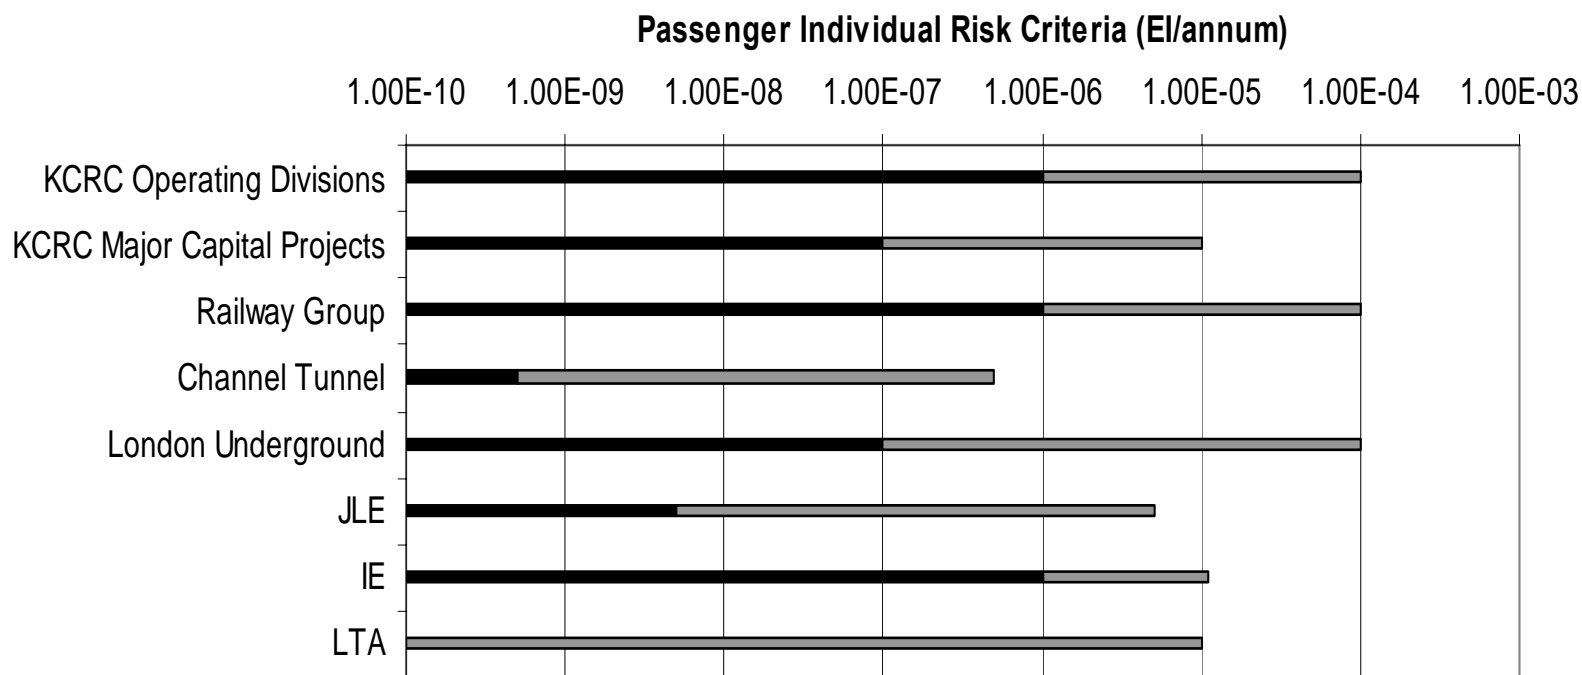 Passenger Individual Risk Criteria (EI/annum)
1.00E-10 1.00E-09 1.00E-08 1.00E-07 1.00E-06 1.00E-05 1.00E-04 1.00E-03
KCRC Operating Divisions
KCRC Major Capital Projects
Railway Group
Channel Tunnel
London Underground
JLE
IE
LTA